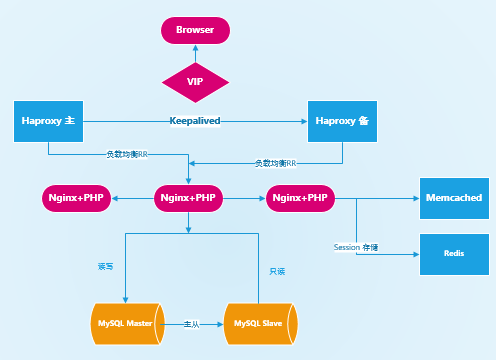 Browser
VIP
Haproxy 主
Keepalived
Haproxy 备
负载均衡RR
负载均衡RR
Nginx+PHP
Nginx+PHP
Nginx+PHP
Memcached
Session 存储
Redis
读写
只读
MySQL Master
主从
MySQL Slave